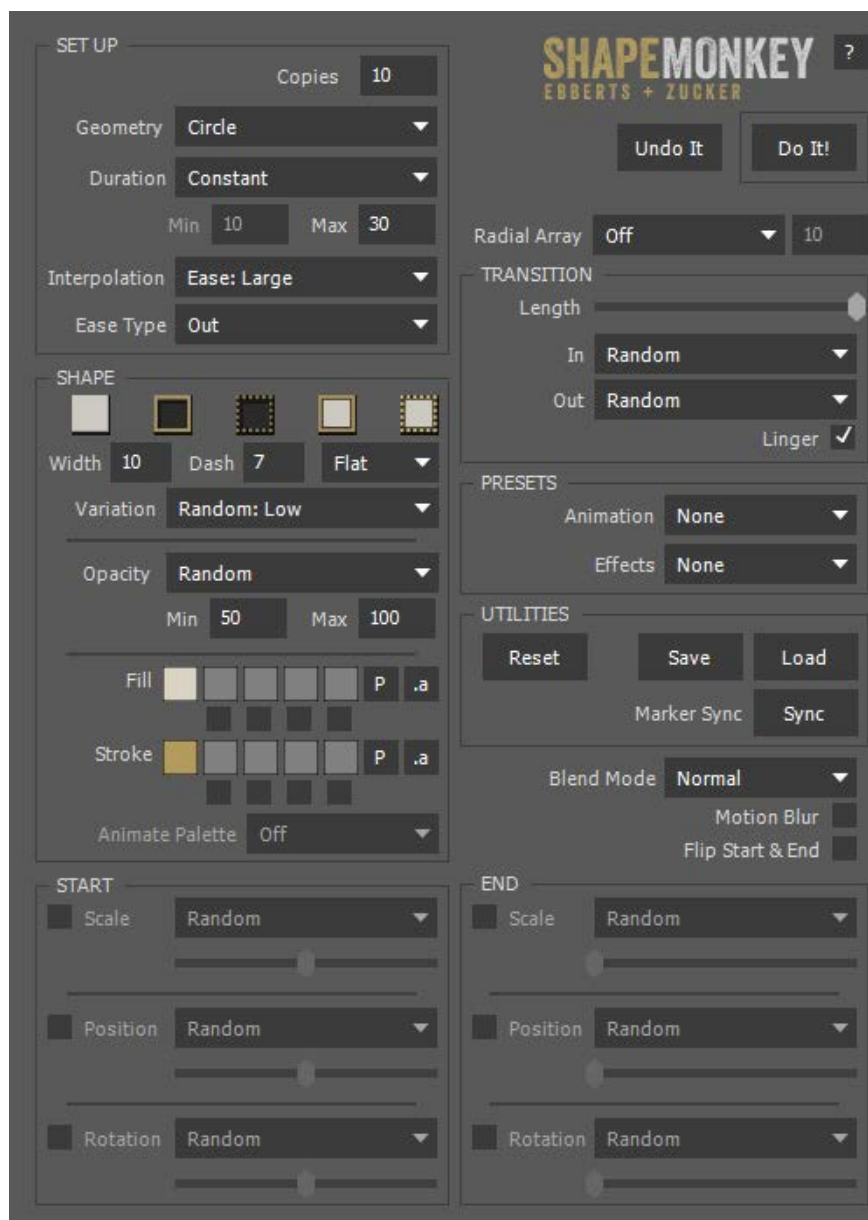 SET UP
Copies 10
Geometry Circle
Duration Constant
Min 10 Max 30
Interpolation Ease: Large
Ease Type Out
SHAPE
Width 10 Dash 7 Flat
Variation Random: Low
Opacity Random
Min 50 Max 100
Fill P .a
Stroke P .a
Animate Palette Off
SHAPEMONKEY ?
EBBERTS + ZUCKER
Undo It Do It!
Radial Array Off 10
TRANSITION
Length
In Random
Out Random
Linger
PRESETS
Animation None
Effects None
UTILITIES
Reset Save Load
Marker Sync Sync
Blend Mode Normal
Motion Blur
Flip Start & End
START
Scale Random
Position Random
Rotation Random
END
Scale Random
Position Random
Rotation Random